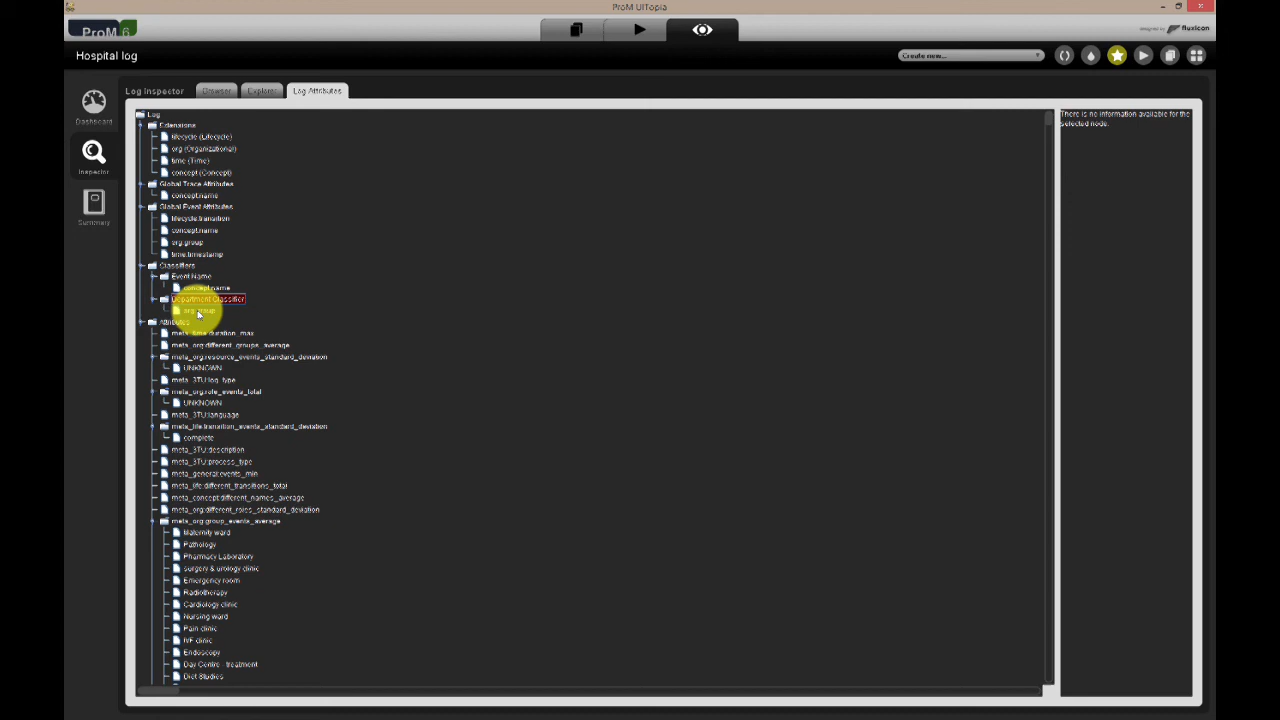 ProM UITopia
ProM 6
designed by fluxicon
Hospital log
Create new...
Log Inspector
Browser
Explorer
Log Attributes
Dashboard
Inspector
Summary
Log
Extensions
lifecycle (Lifecycle)
org (Organizational)
time (Time)
concept (Concept)
Global Trace Attributes
concept:name
Global Event Attributes
lifecycle:transition
concept:name
org:group
time:timestamp
Classifiers
Event Name
concept:name
Department Classifier
org:group
Attributes
meta_time:duration_max
meta_org:different_groups_average
meta_org:resource_events_standard_deviation
UNKNOWN
meta_3TU:log_type
meta_org:role_events_total
UNKNOWN
meta_3TU:language
meta_life:transition_events_standard_deviation
complete
meta_3TU:description
meta_3TU:process_type
meta_general:events_min
meta_life:different_transitions_total
meta_concept:different_names_average
meta_org:different_roles_standard_deviation
meta_org:group_events_average
Maternity ward
Pathology
Pharmacy Laboratory
surgery & urology clinic
Emergency room
Radiotherapy
Cardiology clinic
Nursing ward
Pain clinic
IVF clinic
Endoscopy
Day Centre - treatment
Diet Studies
There is no information available for the
selected node.